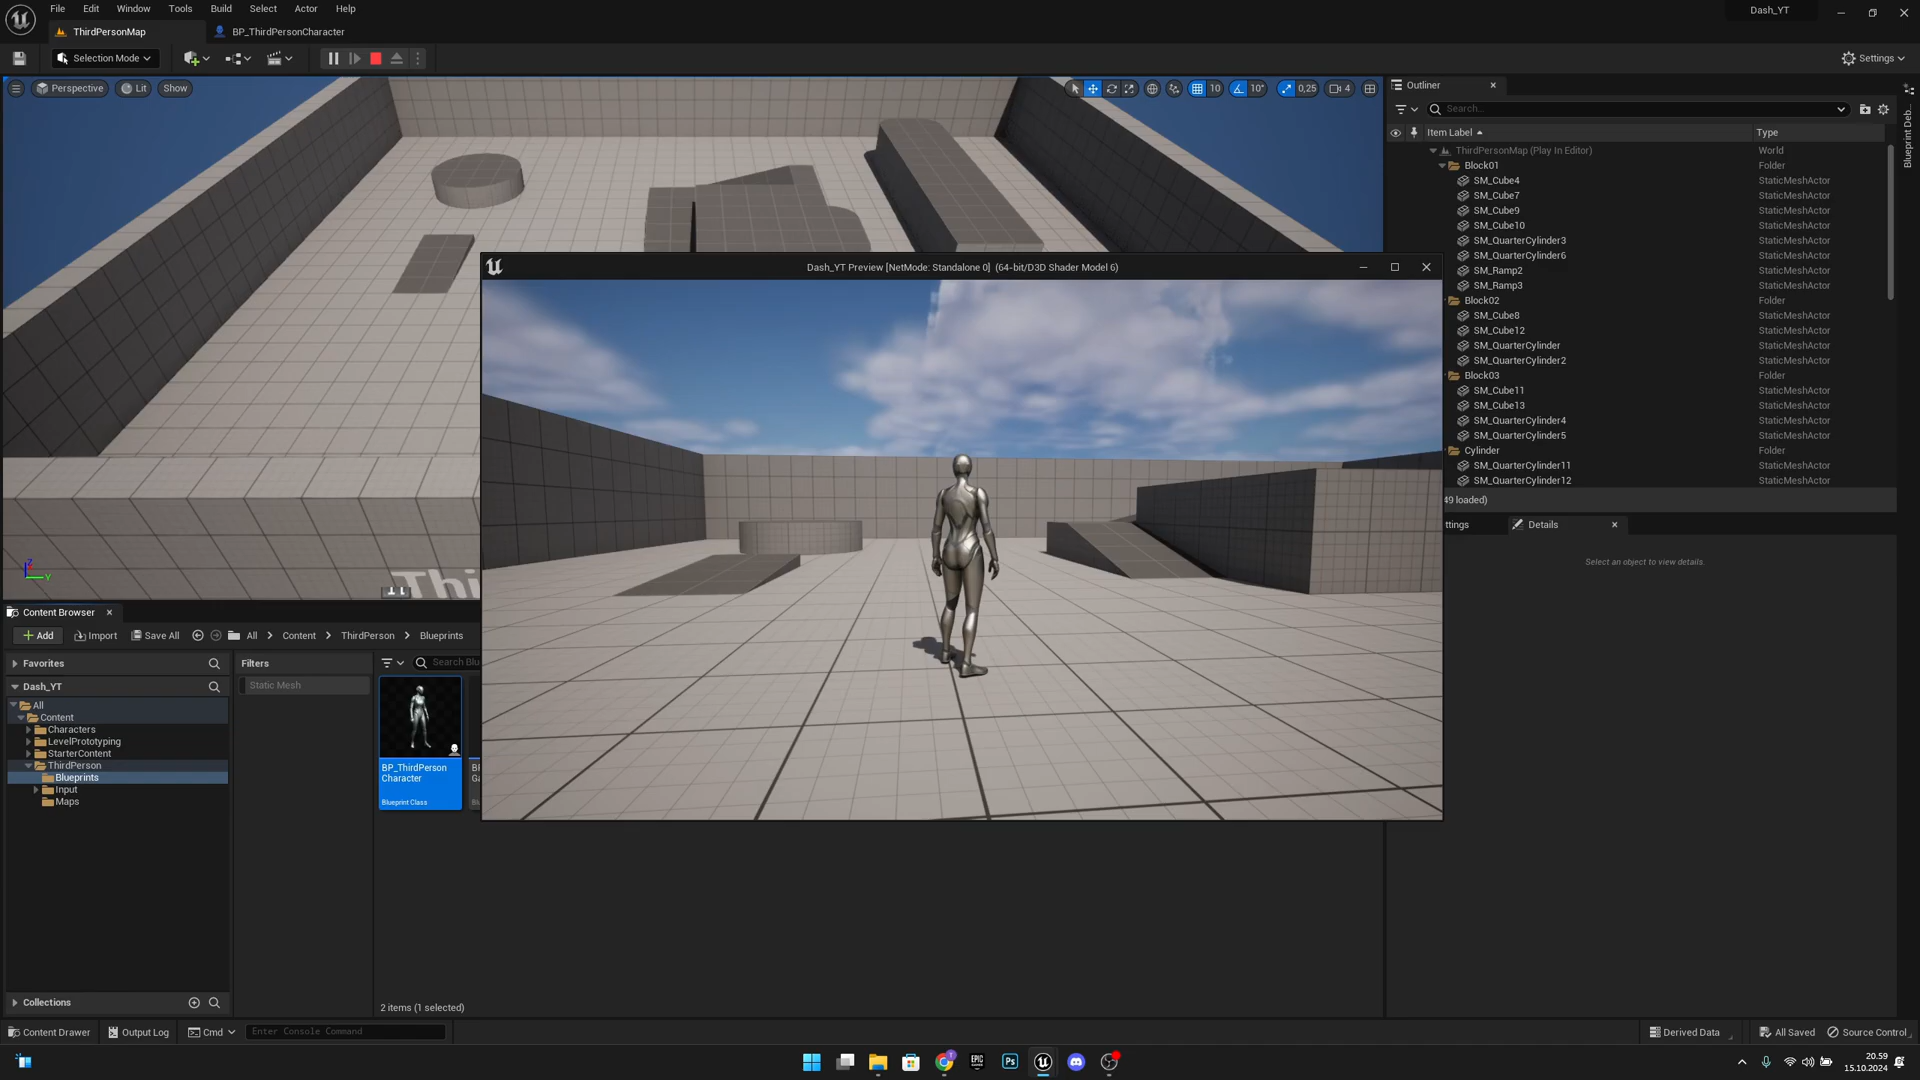 File Edit Window Tools Build Select Actor Help
Dash_YT
ThirdPersonMap
BP_ThirdPersonCharacter
Selection Mode
Settings
Perspective
Lit
Show
10
10°
0,25
4
Outliner
Search...
Item Label
Type
ThirdPersonMap (Play In Editor) World
Block01 Folder
SM_Cube4 StaticMeshActor
SM_Cube7 StaticMeshActor
SM_Cube9 StaticMeshActor
SM_Cube10 StaticMeshActor
SM_QuarterCylinder3 StaticMeshActor
SM_QuarterCylinder6 StaticMeshActor
SM_Ramp2 StaticMeshActor
SM_Ramp3 StaticMeshActor
Block02 Folder
SM_Cube8 StaticMeshActor
SM_Cube12 StaticMeshActor
SM_QuarterCylinder StaticMeshActor
SM_QuarterCylinder2 StaticMeshActor
Block03 Folder
SM_Cube11 StaticMeshActor
SM_Cube13 StaticMeshActor
SM_QuarterCylinder4 StaticMeshActor
SM_QuarterCylinder5 StaticMeshActor
Cylinder Folder
SM_QuarterCylinder11 StaticMeshActor
SM_QuarterCylinder12 StaticMeshActor
49 loaded)
Blueprint Deb...
ttings
Details
Select an object to view details.
Dash_YT Preview [NetMode: Standalone 0] (64-bit/D3D Shader Model 6)
Z
Y
Thi
Content Browser
Add
Import
Save All
All > Content > ThirdPerson > Blueprints
Favorites
Dash_YT
All
Content
Characters
LevelPrototyping
StarterContent
ThirdPerson
Blueprints
Input
Maps
Collections
Filters
Static Mesh
Search Blu
BP_ThirdPerson
Character
Blueprint Class
2 items (1 selected)
Content Drawer
Output Log
Cmd
Enter Console Command
Derived Data
All Saved
Source Control
EPIC
Ps
20.59
15.10.2024